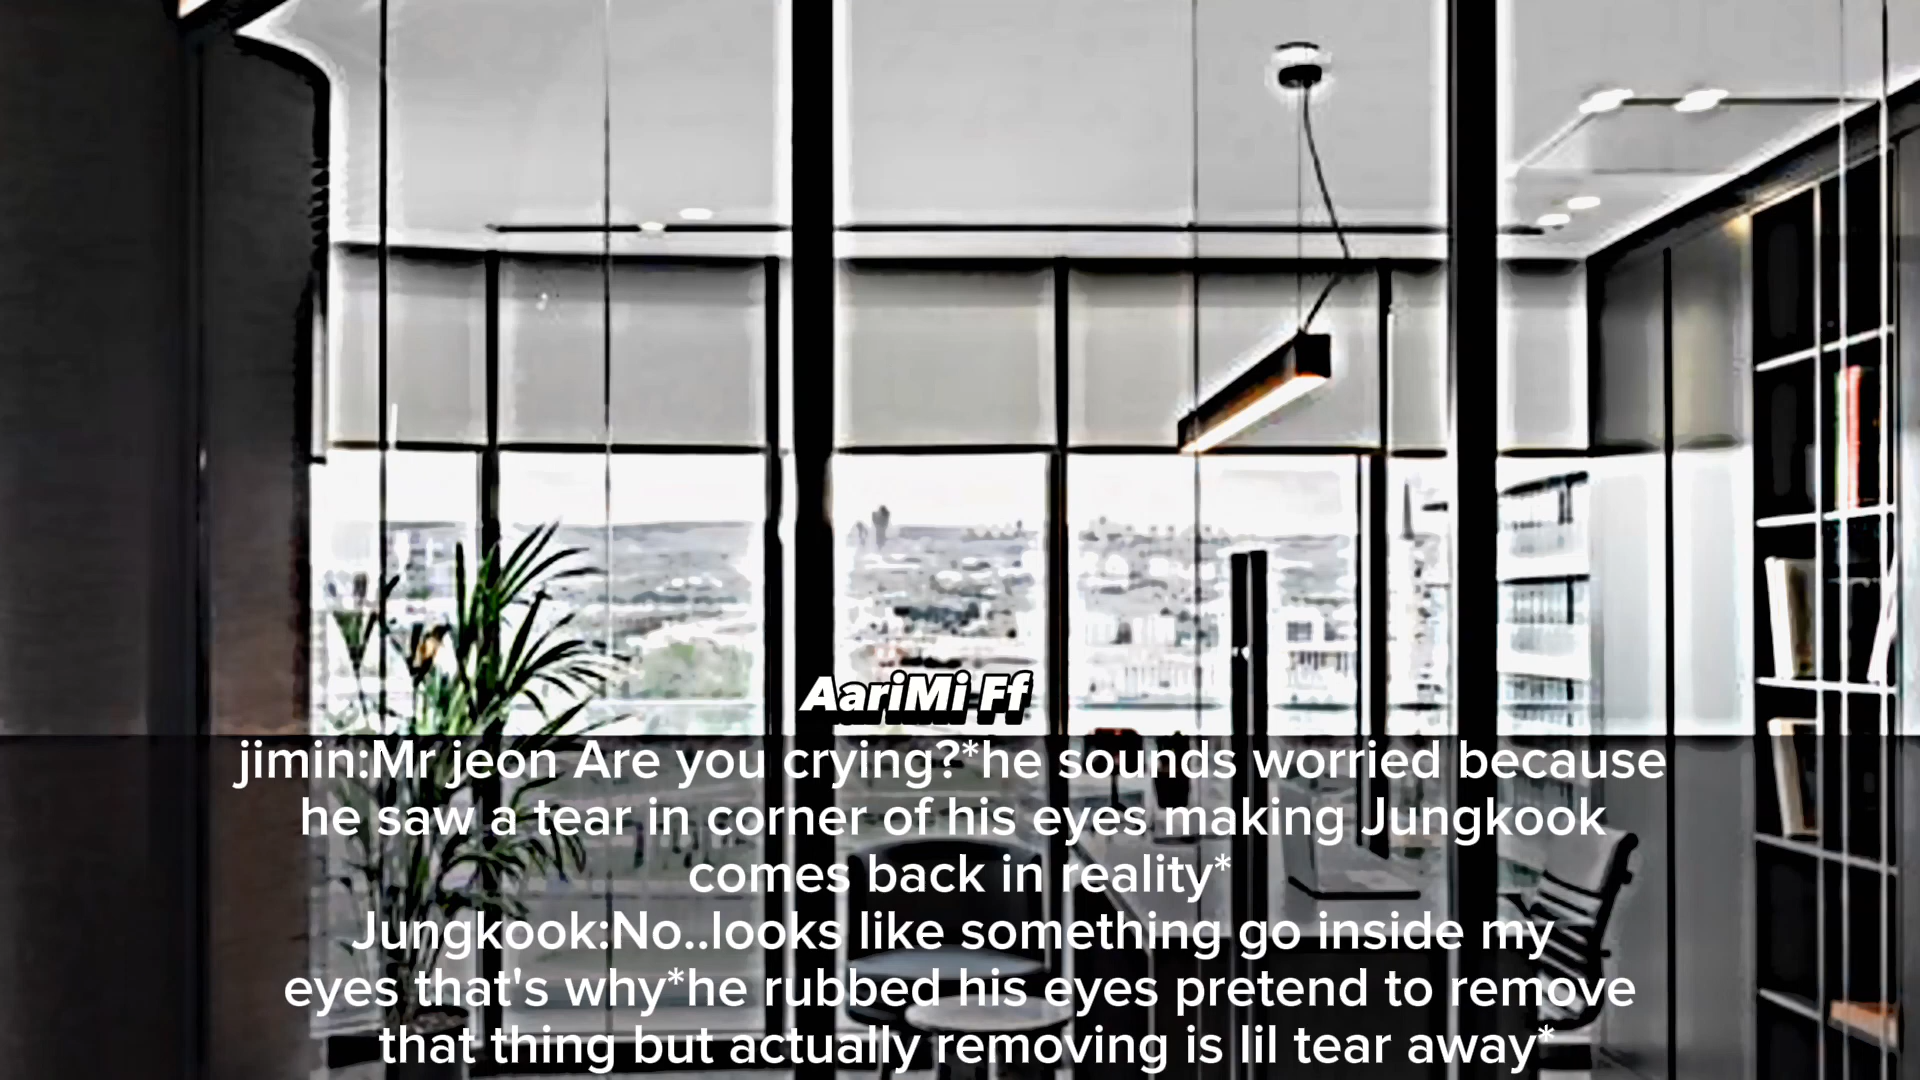 AariMi Ff
jimin:Mr jeon Are you crying?*he sounds worried because
he saw a tear in corner of his eyes making Jungkook
comes back in reality*
Jungkook:No..looks like something go inside my
eyes that's why*he rubbed his eyes pretend to remove
that thing but actually removing is lil tear away*